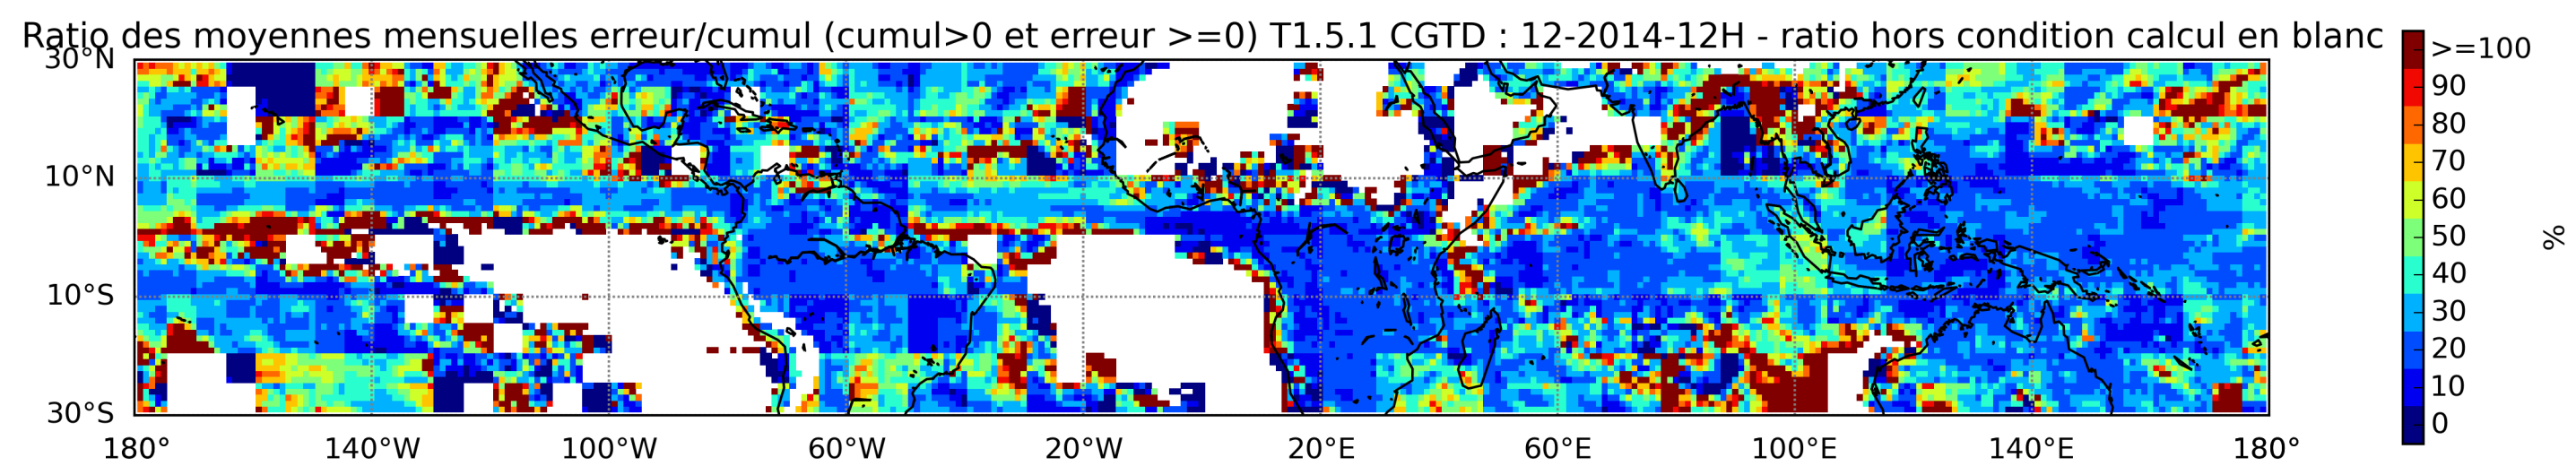 Ratio des moyennes mensuelles erreur/cumul (cumul>0 et erreur >=0) T1.5.1 CGTD : 12-2014-12H - ratio hors condition calcul en blanc
30°N
10°N
10°S
30°S
180° 140°W 100°W 60°W 20°W 20°E 60°E 100°E 140°E 180°
>=100
90
80
70
60
50
40
30
20
10
0
%